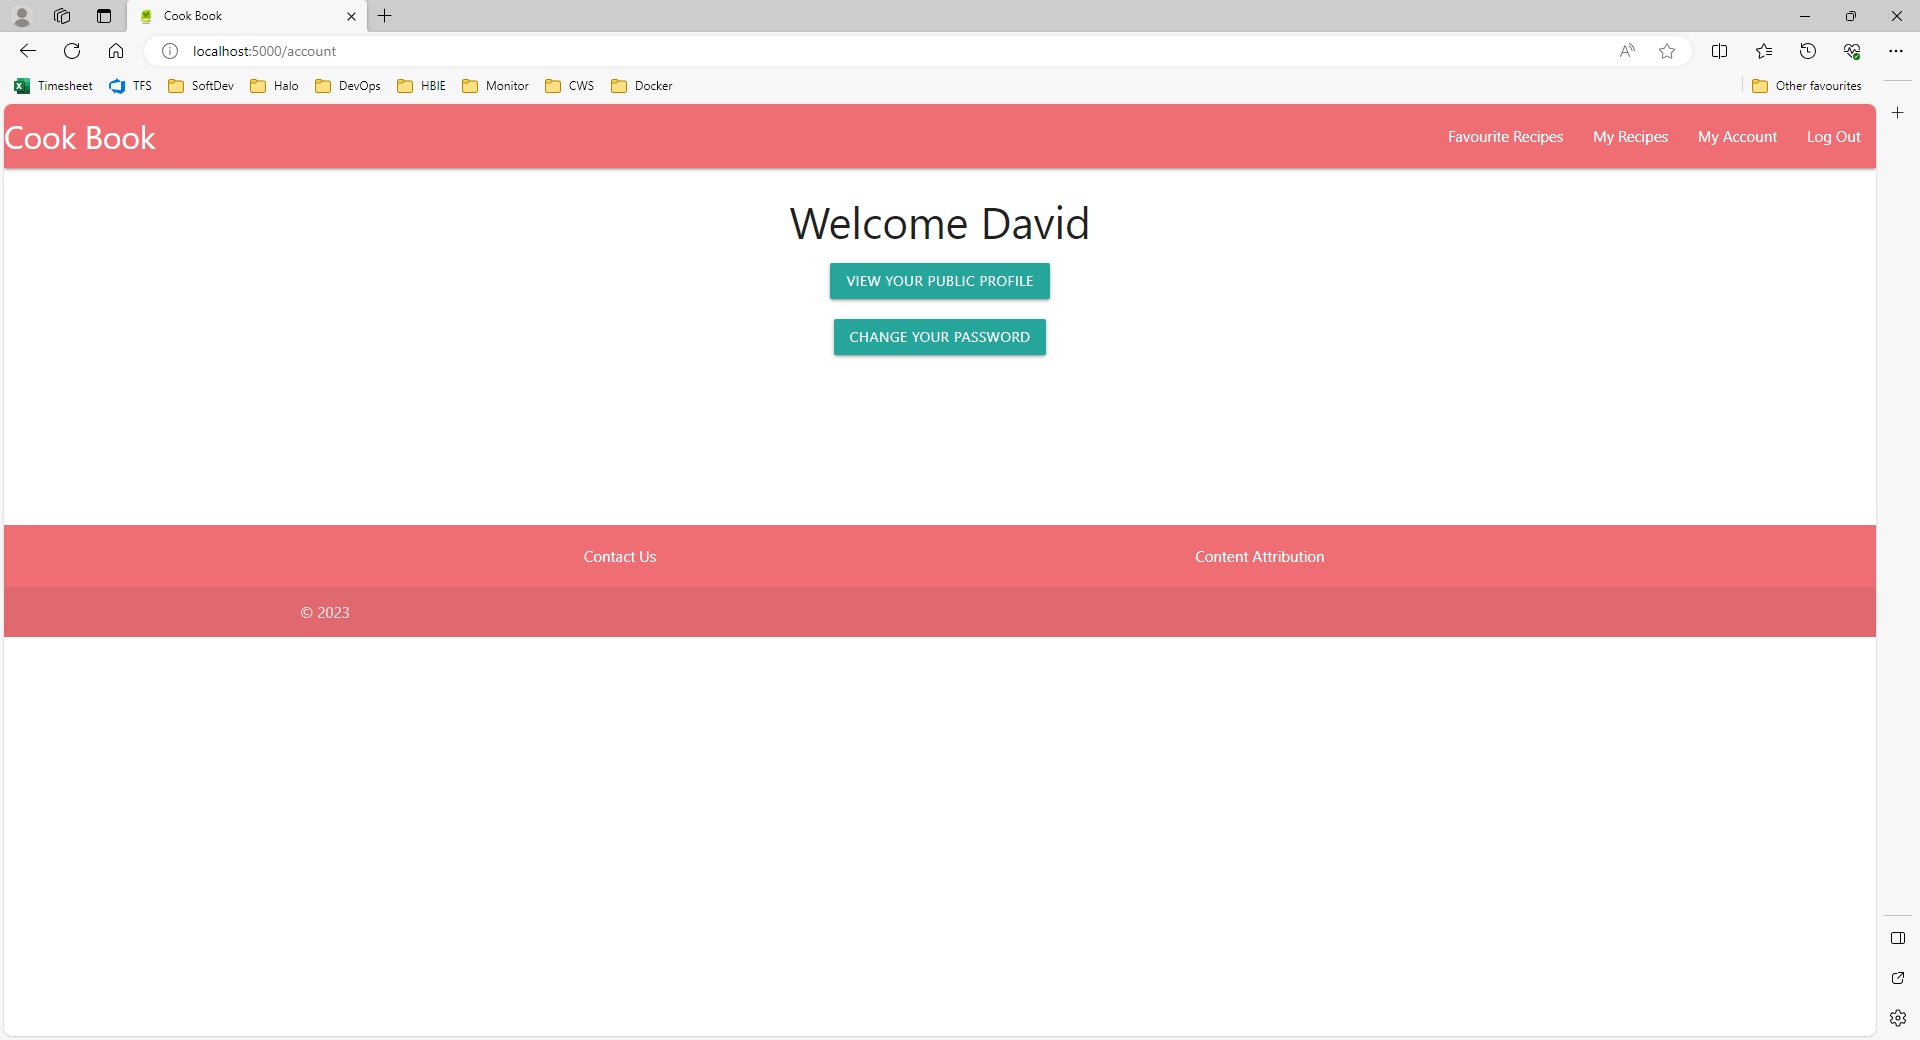 Cook Book
localhost:5000/account
Timesheet TFS SoftDev Halo DevOps HBIE Monitor CWS Docker Other favourites
Cook Book Favourite Recipes My Recipes My Account Log Out
Welcome David
VIEW YOUR PUBLIC PROFILE
CHANGE YOUR PASSWORD
Contact Us Content Attribution
© 2023